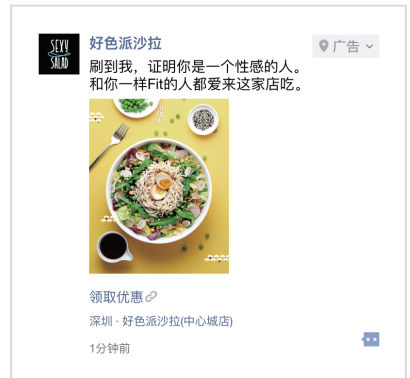 SEXY
SALAD
好色派沙拉
广告
刷到我，证明你是一个性感的人。
和你一样Fit的人都爱来这家店吃。
领取优惠
深圳 · 好色派沙拉(中心城店)
1分钟前